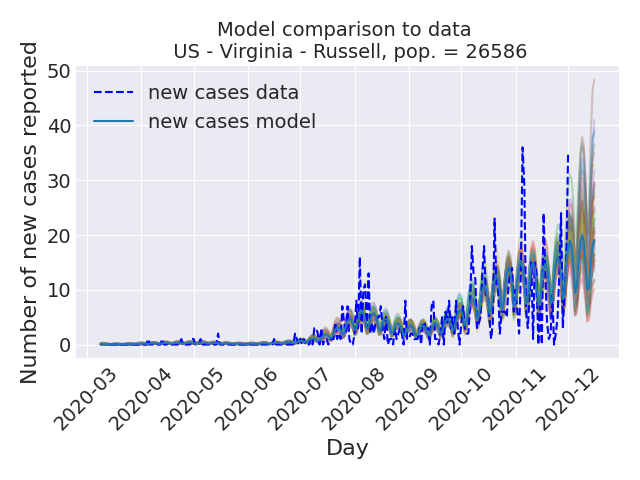 Model comparison to data
US - Virginia - Russell, pop. = 26586
Number of new cases reported
50
40
30
20
10
0
new cases data
new cases model
2020-03
2020-04
2020-05
2020-06
2020-07
2020-08
2020-09
2020-10
2020-11
2020-12
Day